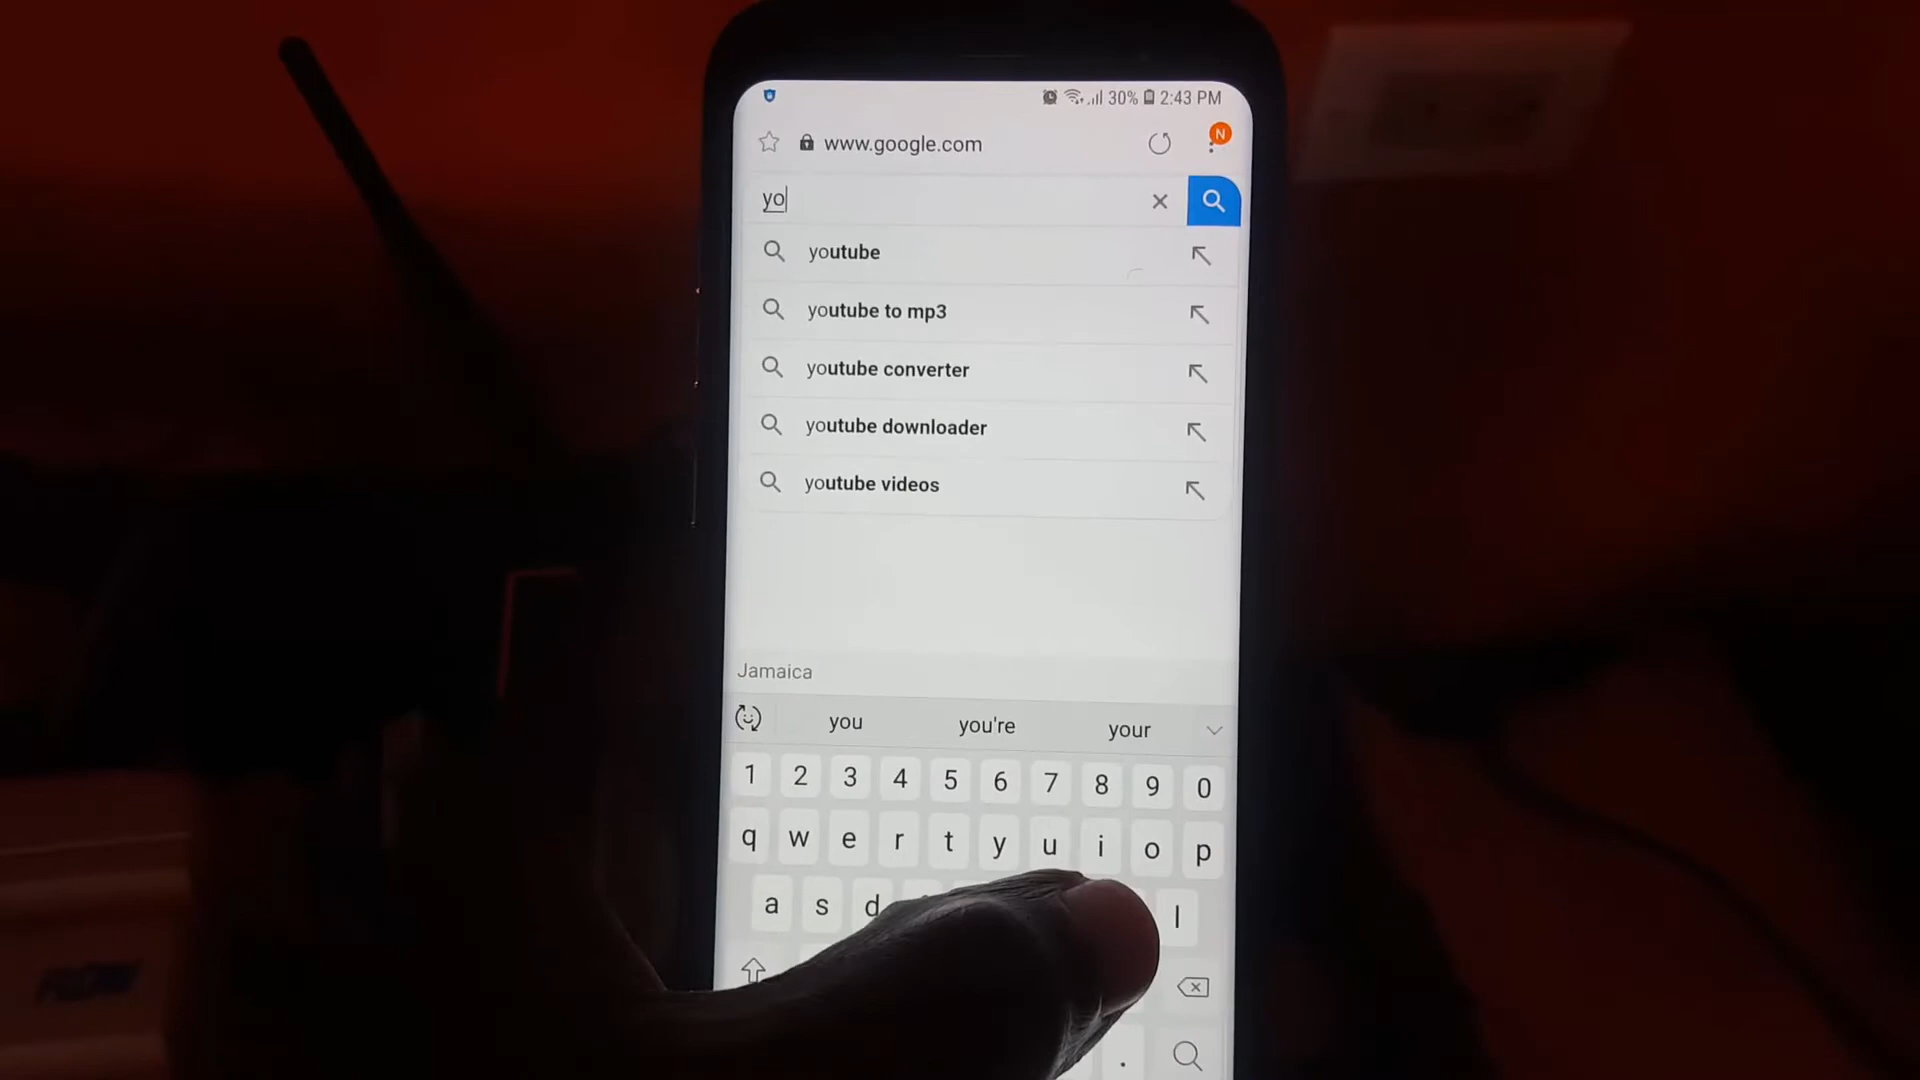 30% 2:43 PM
www.google.com
N
yo
youtube
youtube to mp3
youtube converter
youtube downloader
youtube videos
Jamaica
you you're your
1 2 3 4 5 6 7 8 9 0
q w e r t y u i o p
a s d l
.